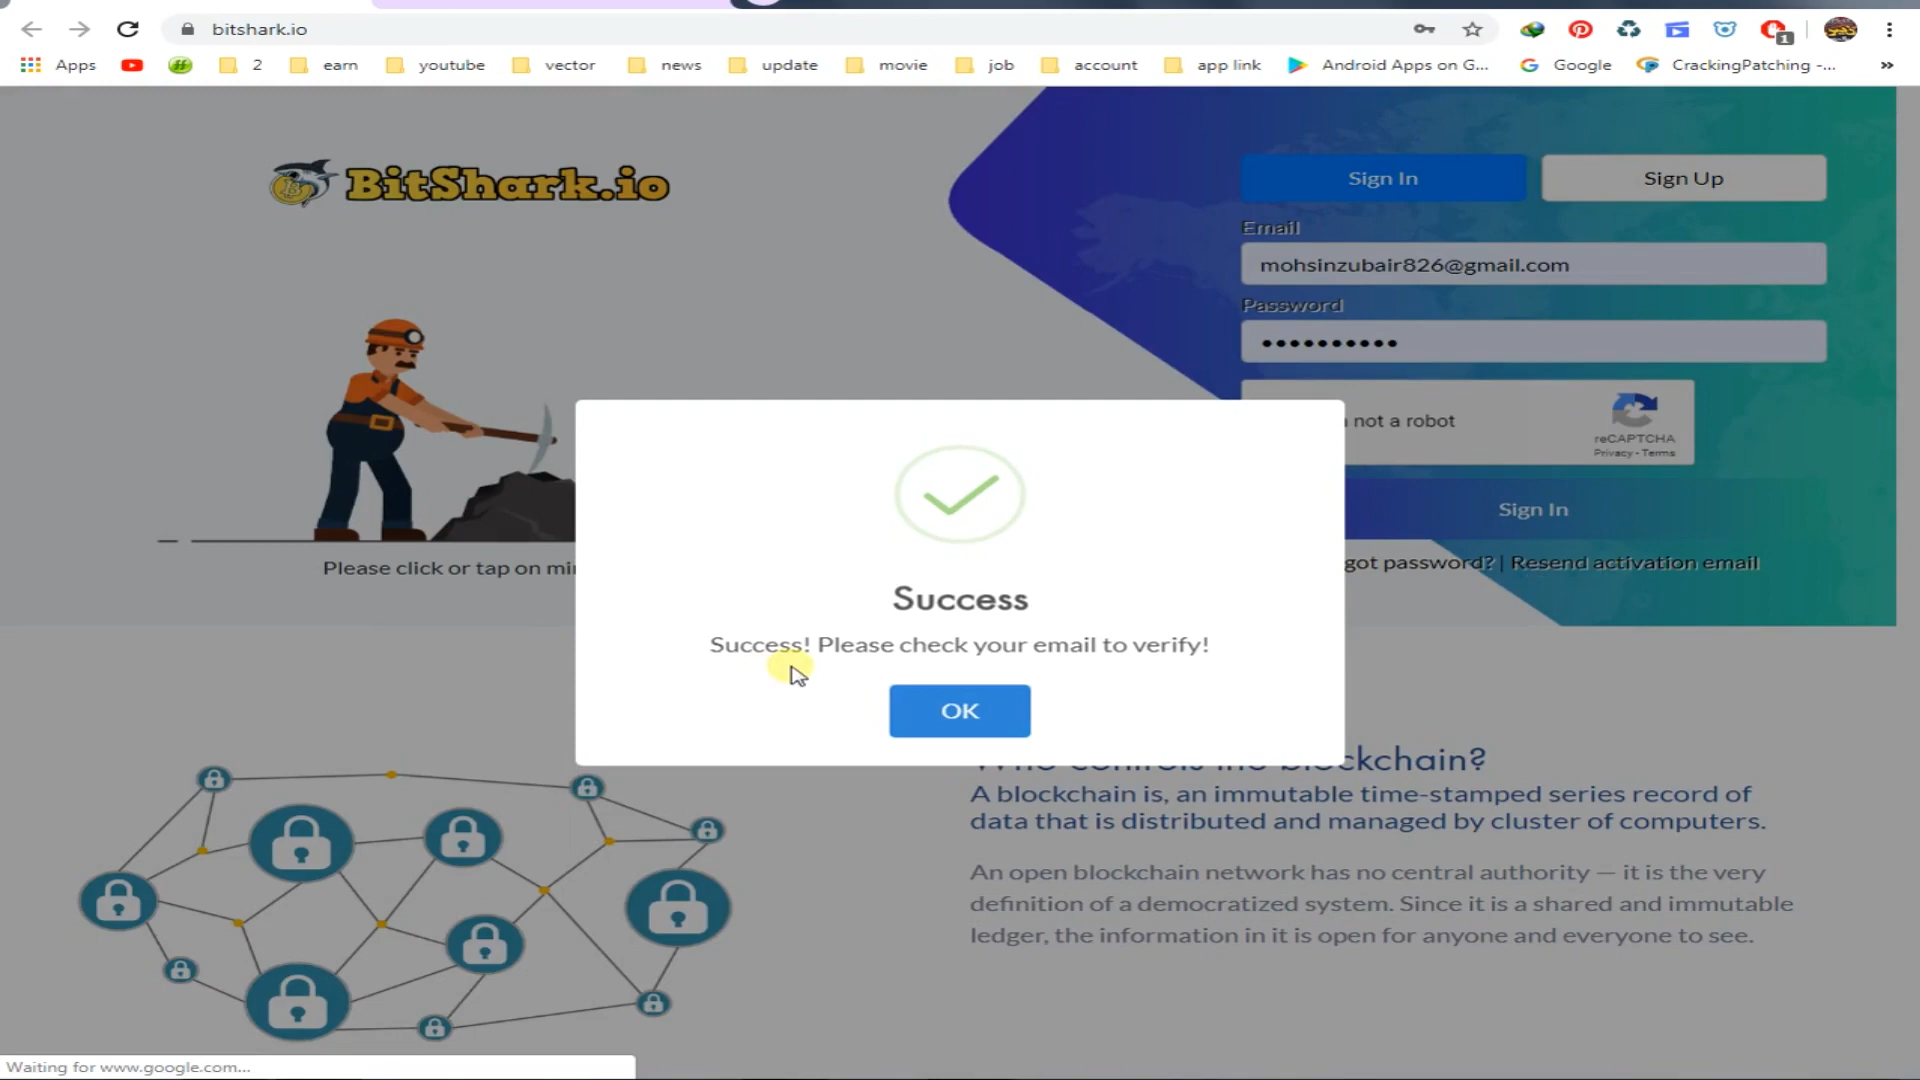 bitshark.io
1
Apps
2
earn
youtube
vector
news
update
movie
job
account
app link
Android Apps on G...
Google
CrackingPatching -...
»
BitShark.io
Sign In
Sign Up
Email
mohsinzubair826@gmail.com
Password
not a robot
reCAPTCHA
Privacy - Terms
Sign In
got password? | Resend activation email
Please click or tap on
Success
Success! Please check your email to verify!
OK
blockchain?
A blockchain is, an immutable time-stamped series record of
data that is distributed and managed by cluster of computers.
An open blockchain network has no central authority — it is the very
definition of a democratized system. Since it is a shared and immutable
ledger, the information in it is open for anyone and everyone to see.
Waiting for www.google.com...